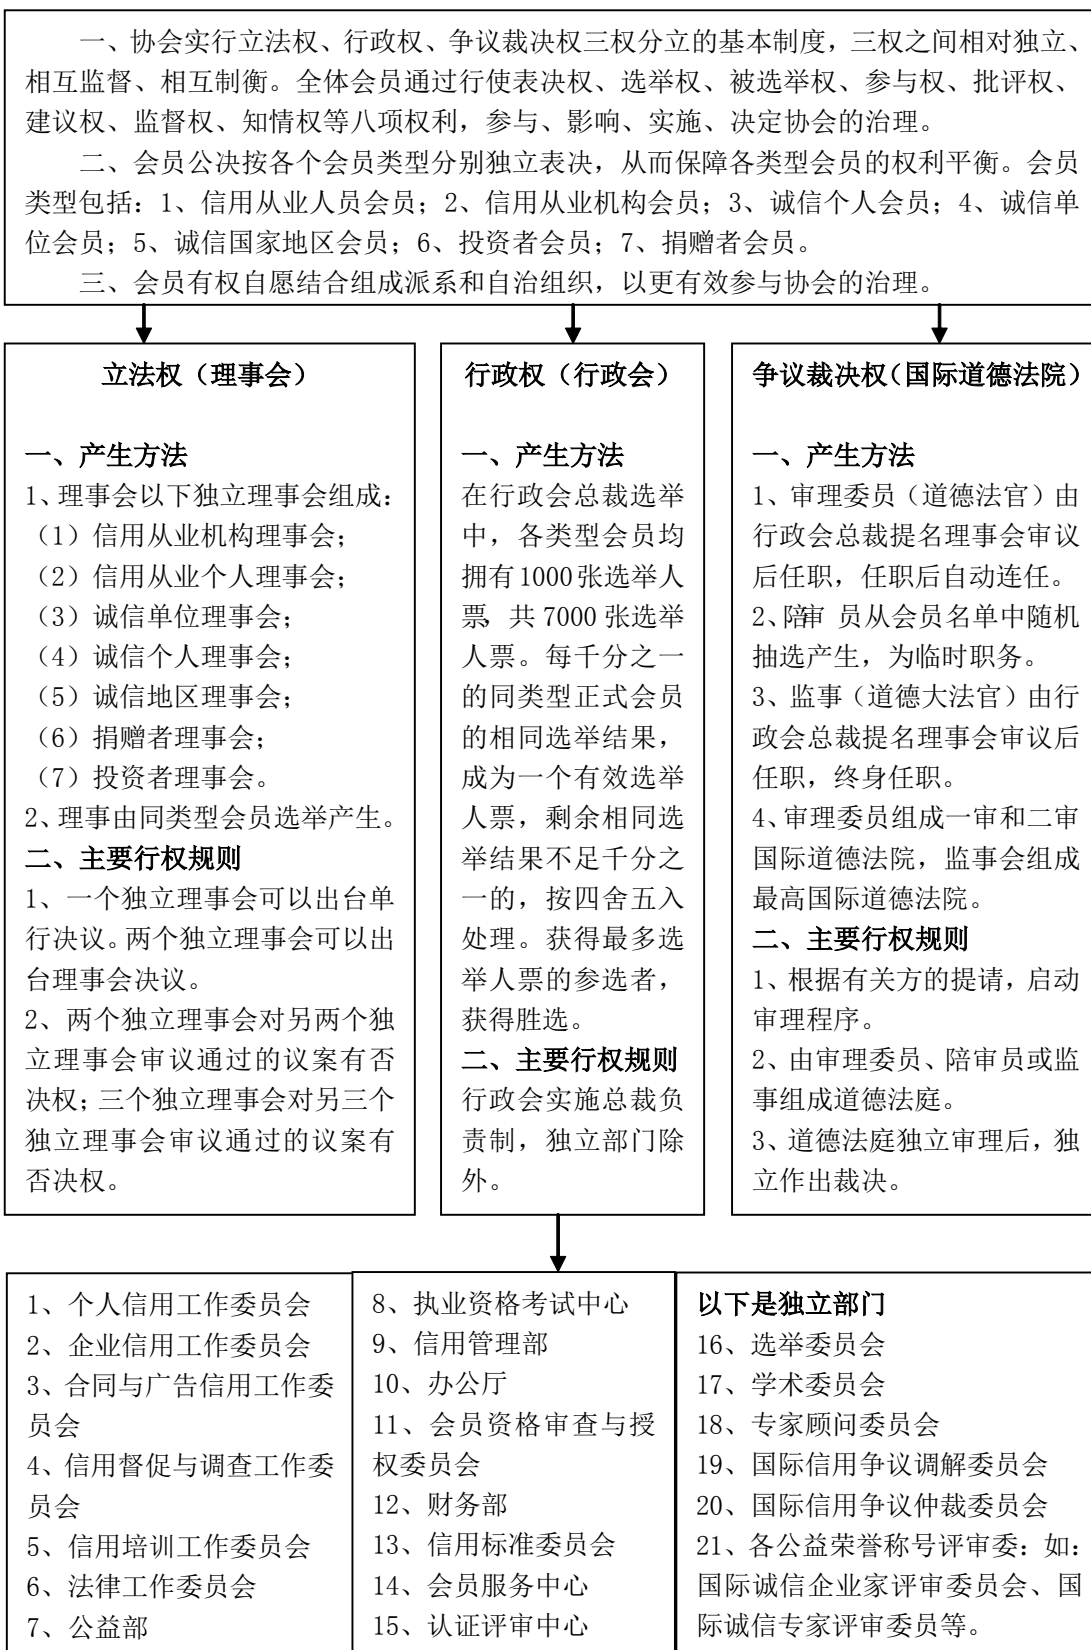 一、协会实行立法权、行政权、争议裁决权三权分立的基本制度，三权之间相对独立、
相互监督、相互制衡。全体会员通过行使表决权、选举权、被选举权、参与权、批评权、
建议权、监督权、知情权等八项权利，参与、影响、实施、决定协会的治理。
二、会员公决按各个会员类型分别独立表决，从而保障各类型会员的权利平衡。会员
类型包括：1、信用从业人员会员；2、信用从业机构会员；3、诚信个人会员；4、诚信单
位会员；5、诚信国家地区会员；6、投资者会员；7、捐赠者会员。
三、会员有权自愿结合组成派系和自治组织，以更有效参与协会的治理。
立法权（理事会）
一、产生方法
1、理事会以下独立理事会组成：
（1）信用从业机构理事会；
（2）信用从业个人理事会；
（3）诚信单位理事会；
（4）诚信个人理事会；
（5）诚信地区理事会；
（6）捐赠者理事会；
（7）投资者理事会。
2、理事由同类型会员选举产生。
二、主要行权规则
1、一个独立理事会可以出台单
行决议。两个独立理事会可以出
台理事会决议。
2、两个独立理事会对另两个独
立理事会审议通过的议案有否
决权；三个独立理事会对另三个
独立理事会审议通过的议案有
否决权。
行政权（行政会）
一、产生方法
在行政会总裁选举
中，各类型会员均
拥有1000张选举人
票，共 7000 张选举
人票。每千分之一
的同类型正式会员
的相同选举结果，
成为一个有效选举
人票，剩余相同选
举结果不足千分之
一的，按四舍五入
处理。获得最多选
举人票的参选者，
获得胜选。
二、主要行权规则
行政会实施总裁负
责制，独立部门除
外。
争议裁决权（国际道德法院）
一、产生方法
1、审理委员（道德法官）由
行政会总裁提名理事会审议
后任职，任职后自动连任。
2、陪审 员从会员名单中随机
抽选产生，为临时职务。
3、监事（道德大法官）由行
政会总裁提名理事会审议后
任职，终身任职。
4、审理委员组成一审和二审
国际道德法院，监事会组成
最高国际道德法院。
二、主要行权规则
1、根据有关方的提请，启动
审理程序。
2、由审理委员、陪审员或监
事组成道德法庭。
3、道德法庭独立审理后，独
立作出裁决。
1、个人信用工作委员会
2、企业信用工作委员会
3、合同与广告信用工作委
员会
4、信用督促与调查工作委
员会
5、信用培训工作委员会
6、法律工作委员会
7、公益部
8、执业资格考试中心
9、信用管理部
10、办公厅
11、会员资格审查与授
权委员会
12、财务部
13、信用标准委员会
14、会员服务中心
15、认证评审中心
以下是独立部门
16、选举委员会
17、学术委员会
18、专家顾问委员会
19、国际信用争议调解委员会
20、国际信用争议仲裁委员会
21、各公益荣誉称号评审委：如：
国际诚信企业家评审委员会、国
际诚信专家评审委员等。